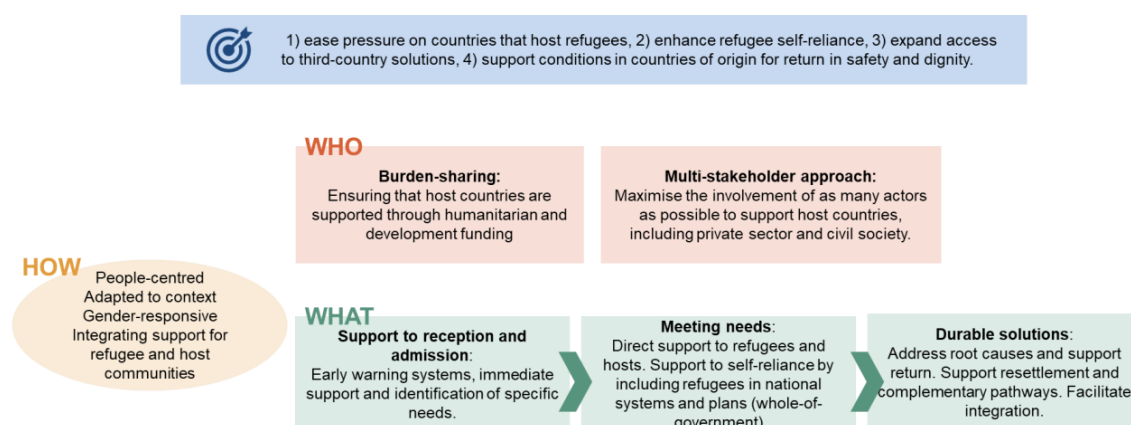 1) ease pressure on countries that host refugees, 2) enhance refugee self-reliance, 3) expand access
to third-country solutions, 4) support conditions in countries of origin for return in safety and dignity.
WHO
Burden-sharing:
Ensuring that host countries are
supported through humanitarian and
development funding
Multi-stakeholder approach:
Maximise the involvement of as many actors
as possible to support host countries,
including private sector and civil society.
HOW
People-centred
Adapted to context
Gender-responsive
Integrating support for
refugee and host
communities
WHAT
Support to reception and
admission:
Early warning systems, immediate
support and identification of specific
needs.
Meeting needs:
Direct support to refugees and
hosts. Support to self-reliance by
including refugees in national
systems and plans (whole-of-
government)
Durable solutions:
Address root causes and support
return. Support resettlement and
complementary pathways. Facilitate
integration.